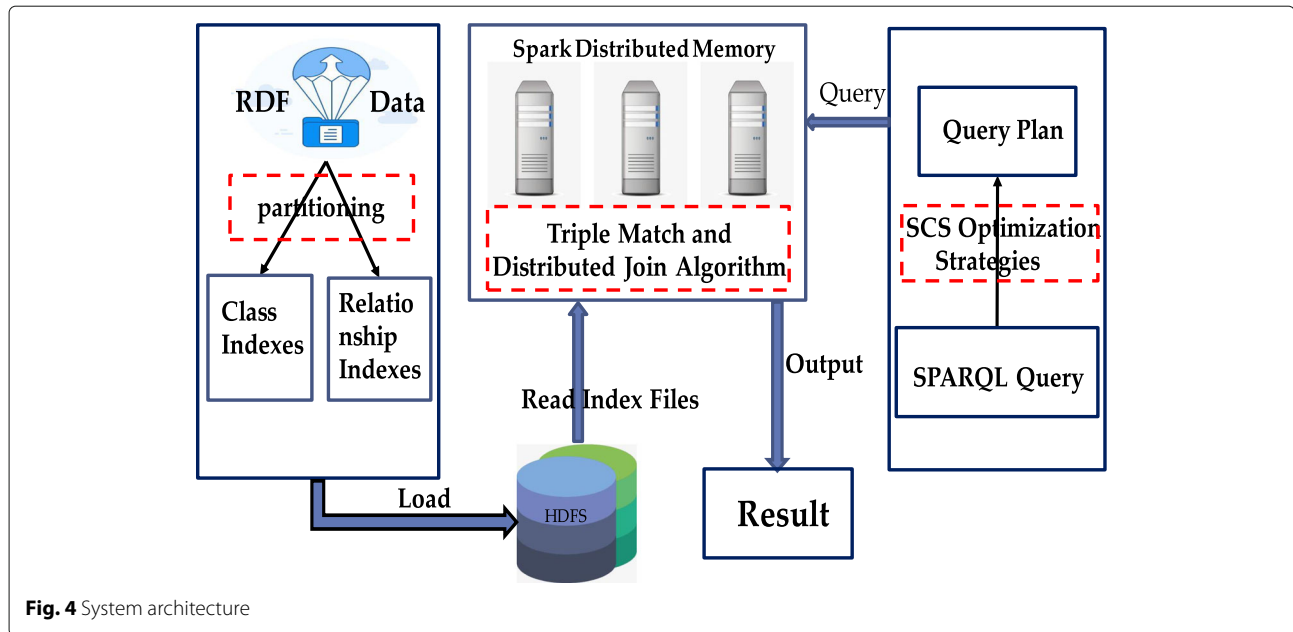 RDF Data
partitioning
Class
Indexes
Relatio
nship
Indexes
Load
HDFS
Read Index Files
Spark Distributed Memory
Triple Match and
Distributed Join Algorithm
Output
Result
Query
Query Plan
SCS Optimization
Strategies
SPARQL Query
Fig. 4 System architecture